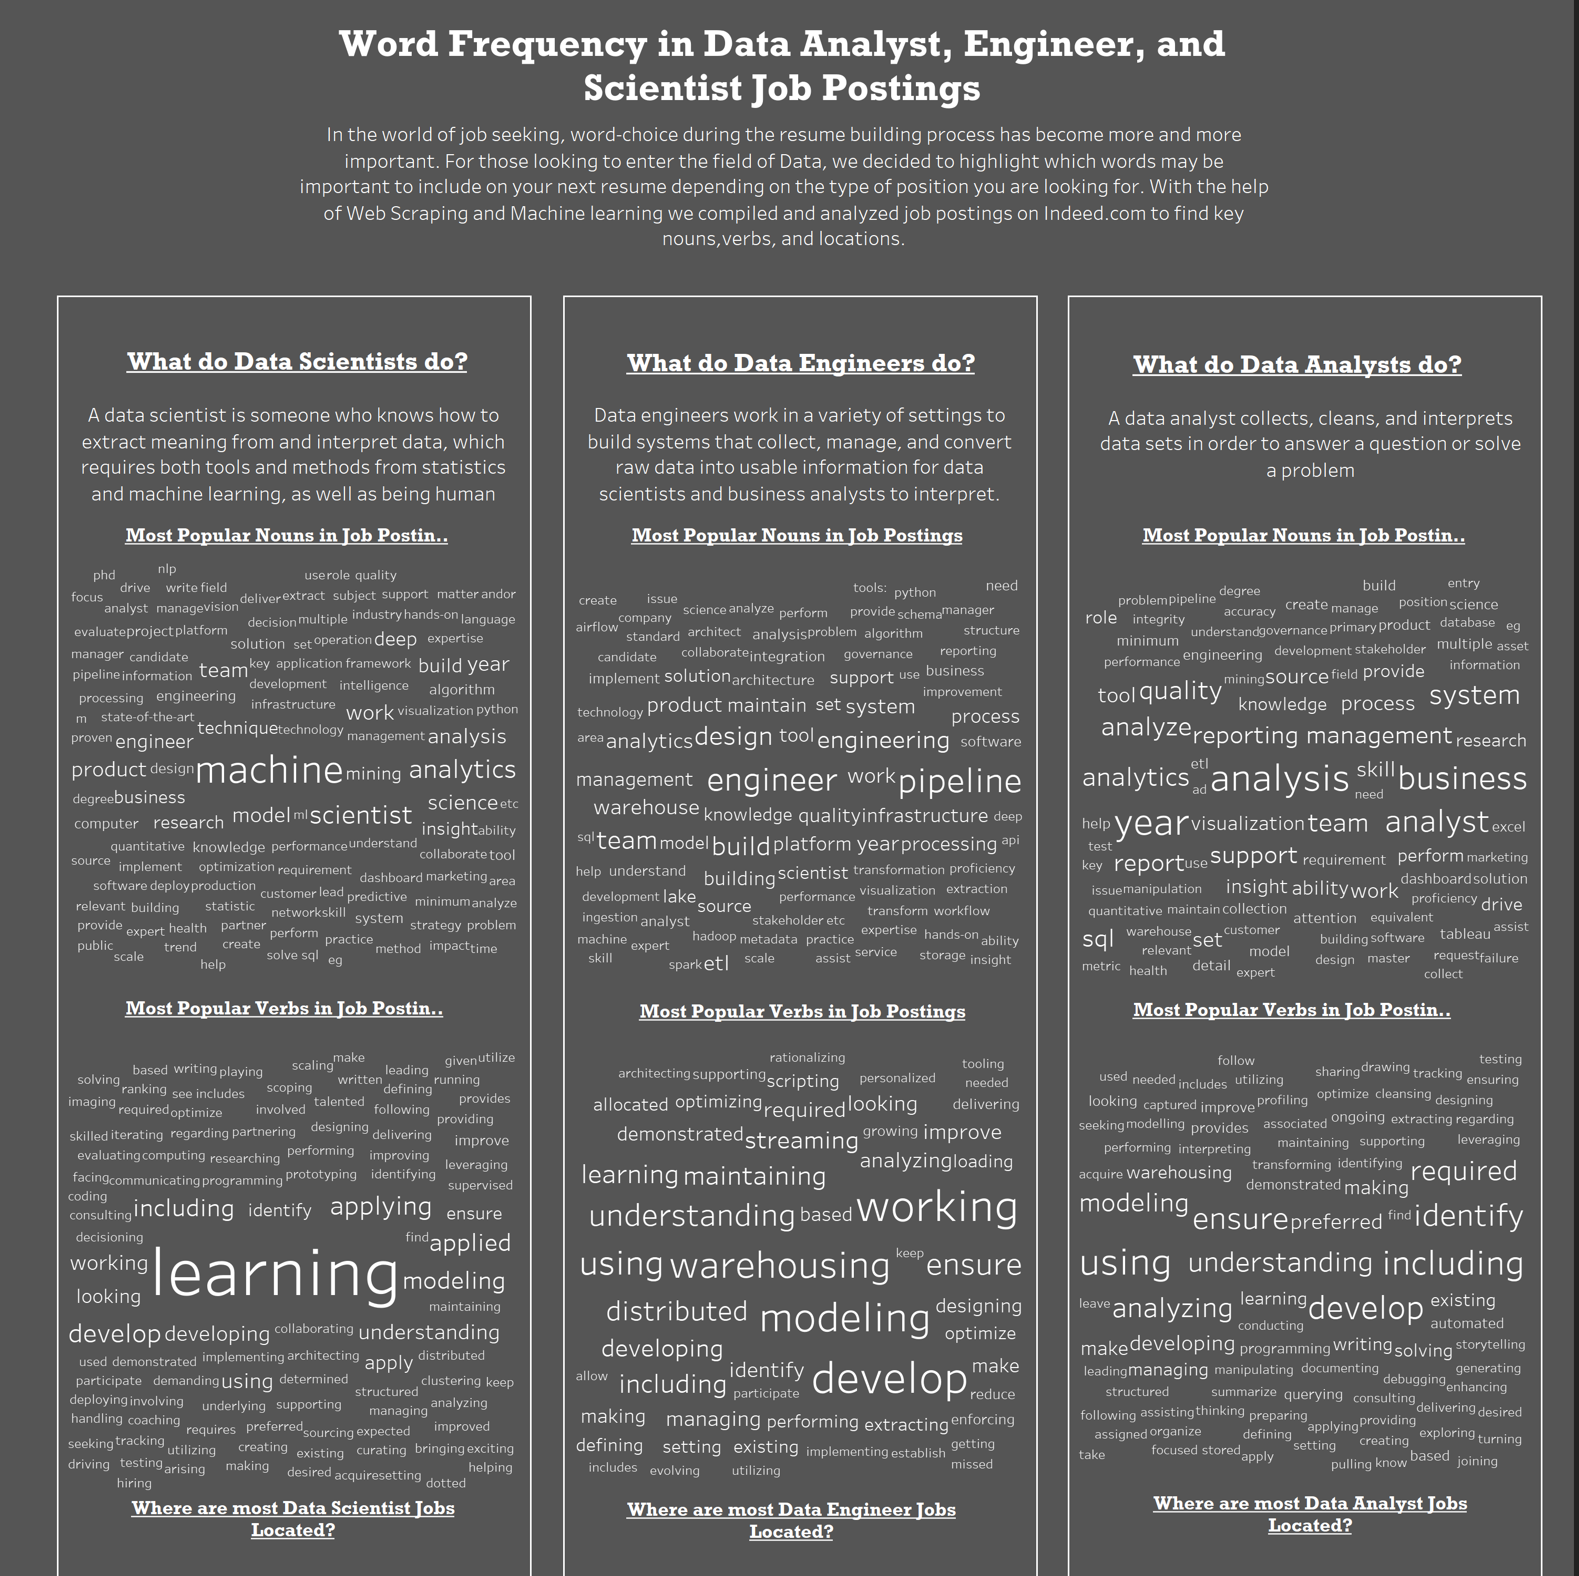 Word Frequency in Data Analyst, Engineer, and
Scientist Job Postings
In the world of job seeking, word-choice during the resume building process has become more and more
important. For those looking to enter the field of Data, we decided to highlight which words may be
important to include on your next resume depending on the type of position you are looking for. With the help
of Web Scraping and Machine learning we compiled and analyzed job postings on Indeed.com to find key
nouns,verbs, and locations.
What do Data Scientists do?
A data scientist is someone who knows how to
extract meaning from and interpret data, which
requires both tools and methods from statistics
and machine learning, as well as being human
Most Popular Nouns in Job Postin..
phd nlp use role quality
drive write field
focus deliver extract subject support matter andor
analyst manage vision decision multiple industry hands-on language
evaluate project platform solution set operation deep expertise
manager candidate team key application framework build year
pipeline information development intelligence algorithm
processing engineering infrastructure
m state-of-the-art work visualization python
proven engineer technique technology management analysis
product design machine mining analytics
degree business science etc
computer research model ml scientist insight ability
quantitative knowledge performance understand
source implement optimization requirement collaborate tool
software deploy production customer lead dashboard marketing area
relevant building statistic predictive minimum analyze
network skill system
provide expert health partner perform strategy problem
public trend create practice method impact time
scale help solve sql eg
Most Popular Verbs in Job Postin..
based writing playing scaling make leading given utilize
solving ranking see includes scoping written defining running
imaging required optimize involved talented following provides
providing
skilled iterating regarding partnering designing delivering improve
evaluating computing researching performing improving
leveraging
facing communicating programming prototyping identifying supervised
coding
consulting including identify applying ensure
decisioning find applied
working learning modeling
looking maintaining
develop developing collaborating understanding
used demonstrated implementing architecting apply distributed
participate demanding using determined clustering keep
deploying involving underlying supporting structured managing analyzing
handling coaching requires preferred sourcing expected improved
seeking tracking utilizing creating existing curating bringing exciting
driving testing arising making desired acquire setting helping
hiring dotted
Where are most Data Scientist Jobs
Located?
What do Data Engineers do?
Data engineers work in a variety of settings to
build systems that collect, manage, and convert
raw data into usable information for data
scientists and business analysts to interpret.
Most Popular Nouns in Job Postings
tools: python need
create issue science analyze perform provide schema manager
company
airflow standard architect analysis problem algorithm structure
candidate collaborate integration governance reporting
implement solution architecture support use business
improvement
technology product maintain set system process
area analytics design tool engineering software
management engineer work pipeline
warehouse knowledge quality infrastructure deep
sql team model build platform year processing api
help understand building scientist transformation proficiency
development lake source performance visualization extraction
ingestion analyst stakeholder etc transform workflow
machine expert hadoop metadata practice expertise hands-on ability
skill spark etl scale assist service storage insight
Most Popular Verbs in Job Postings
rationalizing
architecting supporting scripting personalized tooling
needed
allocated optimizing required looking delivering
demonstrated streaming growing improve
learning maintaining analyzing loading
understanding based working
using warehousing keep ensure
distributed modeling designing
optimize
developing identify make
allow including participate develop reduce
making managing performing extracting enforcing
defining setting existing implementing establish getting
includes evolving utilizing missed
Where are most Data Engineer Jobs
Located?
What do Data Analysts do?
A data analyst collects, cleans, and interprets
data sets in order to answer a question or solve
a problem
Most Popular Nouns in Job Postin..
build entry
problem pipeline degree create manage position science
role integrity accuracy
minimum understand governance primary product database eg
performance engineering development stakeholder multiple asset
mining source field provide information
tool quality knowledge process system
analyze reporting management research
analytics etl ad analysis skill need business
help year visualization team analyst excel
test
key report use support requirement perform marketing
issue manipulation insight ability work dashboard solution
quantitative maintain collection attention equivalent proficiency drive
sql warehouse set customer building software tableau assist
relevant model
metric health detail expert design master request failure
collect
Most Popular Verbs in Job Postin..
follow testing
used needed includes utilizing sharing drawing tracking ensuring
looking captured improve profiling optimize cleansing designing
seeking modelling provides associated ongoing extracting regarding
performing interpreting maintaining supporting leveraging
acquire warehousing transforming identifying required
demonstrated making
modeling ensure preferred find identify
using understanding including
leave analyzing learning develop existing
conducting automated
make developing programming writing solving storytelling
leading managing manipulating documenting generating
debugging enhancing
structured summarize querying consulting
following assisting thinking preparing providing delivering desired
assigned organize defining applying creating exploring turning
take focused stored apply setting based
pulling know joining
Where are most Data Analyst Jobs
Located?